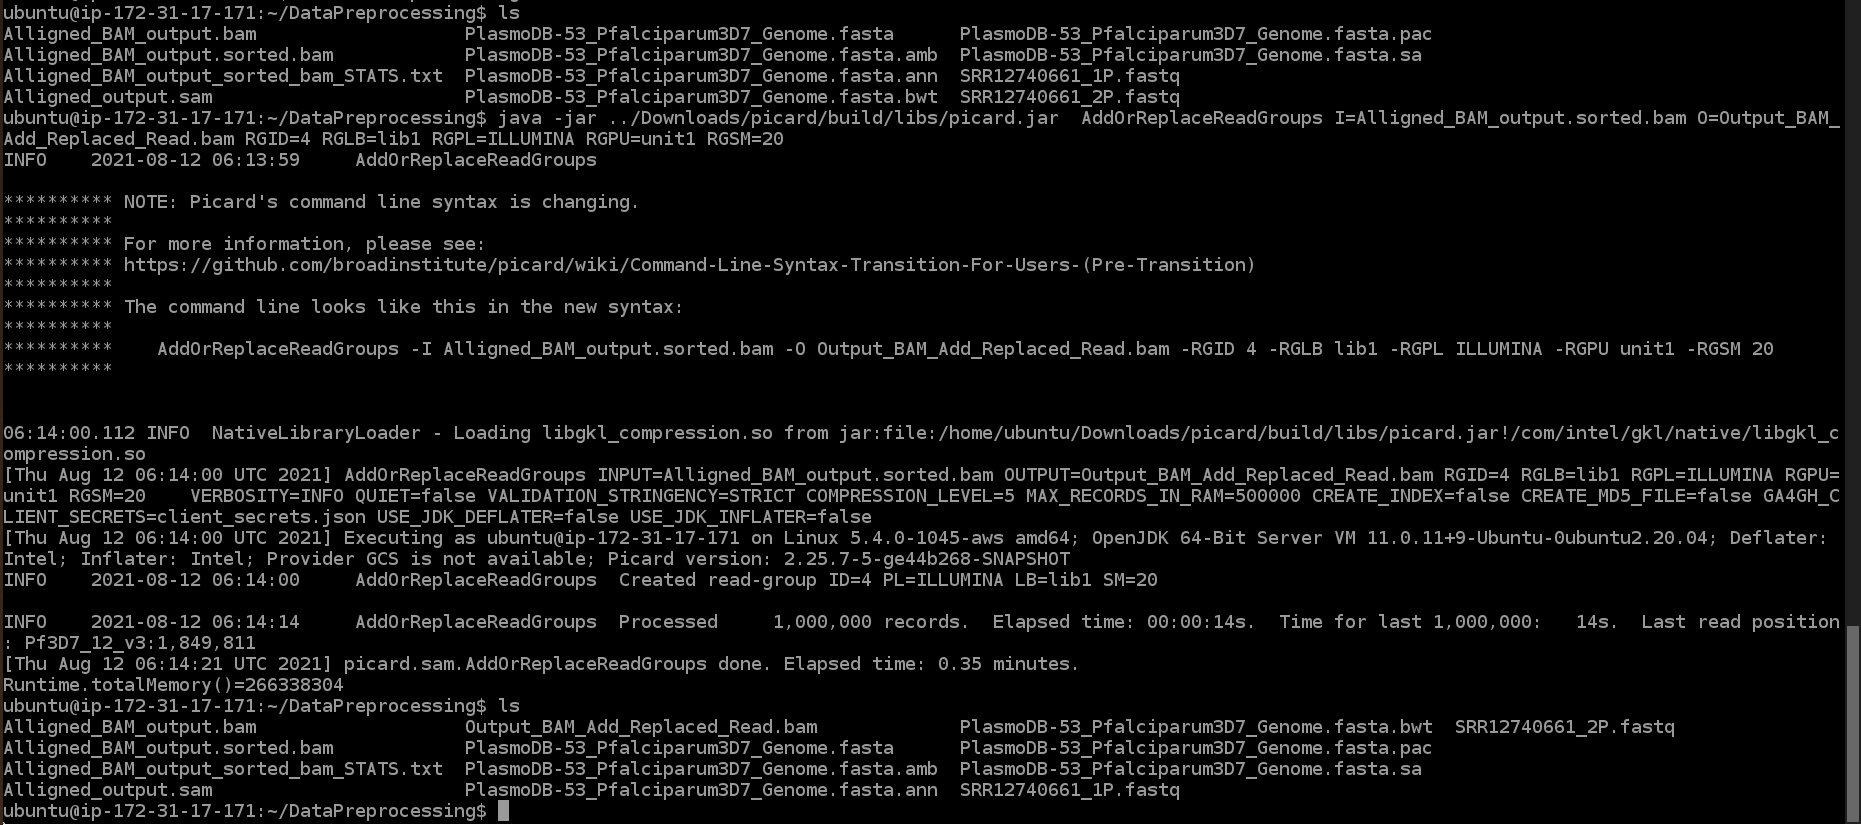 ubuntu@ip-172-31-17-171:~/DataPreprocessing$ ls
Alligned_BAM_output.bam                   PlasmoDB-53_Pfalciparum3D7_Genome.fasta      PlasmoDB-53_Pfalciparum3D7_Genome.fasta.pac
Alligned_BAM_output.sorted.bam            PlasmoDB-53_Pfalciparum3D7_Genome.fasta.amb  PlasmoDB-53_Pfalciparum3D7_Genome.fasta.sa
Alligned_BAM_output_sorted_bam_STATS.txt  PlasmoDB-53_Pfalciparum3D7_Genome.fasta.ann  SRR12740661_1P.fastq
Alligned_output.sam                       PlasmoDB-53_Pfalciparum3D7_Genome.fasta.bwt  SRR12740661_2P.fastq
ubuntu@ip-172-31-17-171:~/DataPreprocessing$ java -jar ../Downloads/picard/build/libs/picard.jar  AddOrReplaceReadGroups I=Alligned_BAM_output.sorted.bam O=Output_BAM_
Add_Replaced_Read.bam RGID=4 RGLB=lib1 RGPL=ILLUMINA RGPU=unit1 RGSM=20
INFO    2021-08-12 06:13:59     AddOrReplaceReadGroups
********** NOTE: Picard's command line syntax is changing.
**********
********** For more information, please see:
********** https://github.com/broadinstitute/picard/wiki/Command-Line-Syntax-Transition-For-Users-(Pre-Transition)
**********
********** The command line looks like this in the new syntax:
**********
**********    AddOrReplaceReadGroups -I Alligned_BAM_output.sorted.bam -O Output_BAM_Add_Replaced_Read.bam -RGID 4 -RGLB lib1 -RGPL ILLUMINA -RGPU unit1 -RGSM 20
**********
06:14:00.112 INFO  NativeLibraryLoader - Loading libgkl_compression.so from jar:file:/home/ubuntu/Downloads/picard/build/libs/picard.jar!/com/intel/gkl/native/libgkl_c
ompression.so
[Thu Aug 12 06:14:00 UTC 2021] AddOrReplaceReadGroups INPUT=Alligned_BAM_output.sorted.bam OUTPUT=Output_BAM_Add_Replaced_Read.bam RGID=4 RGLB=lib1 RGPL=ILLUMINA RGPU=
unit1 RGSM=20    VERBOSITY=INFO QUIET=false VALIDATION_STRINGENCY=STRICT COMPRESSION_LEVEL=5 MAX_RECORDS_IN_RAM=500000 CREATE_INDEX=false CREATE_MD5_FILE=false GA4GH_C
LIENT_SECRETS=client_secrets.json USE_JDK_DEFLATER=false USE_JDK_INFLATER=false
[Thu Aug 12 06:14:00 UTC 2021] Executing as ubuntu@ip-172-31-17-171 on Linux 5.4.0-1045-aws amd64; OpenJDK 64-Bit Server VM 11.0.11+9-Ubuntu-0ubuntu2.20.04; Deflater:
Intel; Inflater: Intel; Provider GCS is not available; Picard version: 2.25.7-5-ge44b268-SNAPSHOT
INFO    2021-08-12 06:14:00     AddOrReplaceReadGroups  Created read-group ID=4 PL=ILLUMINA LB=lib1 SM=20
INFO    2021-08-12 06:14:14     AddOrReplaceReadGroups  Processed     1,000,000 records.  Elapsed time: 00:00:14s.  Time for last 1,000,000:   14s.  Last read position
: Pf3D7_12_v3:1,849,811
[Thu Aug 12 06:14:21 UTC 2021] picard.sam.AddOrReplaceReadGroups done. Elapsed time: 0.35 minutes.
Runtime.totalMemory()=266338304
ubuntu@ip-172-31-17-171:~/DataPreprocessing$ ls
Alligned_BAM_output.bam                   Output_BAM_Add_Replaced_Read.bam             PlasmoDB-53_Pfalciparum3D7_Genome.fasta.bwt  SRR12740661_2P.fastq
Alligned_BAM_output.sorted.bam            PlasmoDB-53_Pfalciparum3D7_Genome.fasta      PlasmoDB-53_Pfalciparum3D7_Genome.fasta.pac
Alligned_BAM_output_sorted_bam_STATS.txt  PlasmoDB-53_Pfalciparum3D7_Genome.fasta.amb  PlasmoDB-53_Pfalciparum3D7_Genome.fasta.sa
Alligned_output.sam                       PlasmoDB-53_Pfalciparum3D7_Genome.fasta.ann  SRR12740661_1P.fastq
ubuntu@ip-172-31-17-171:~/DataPreprocessing$